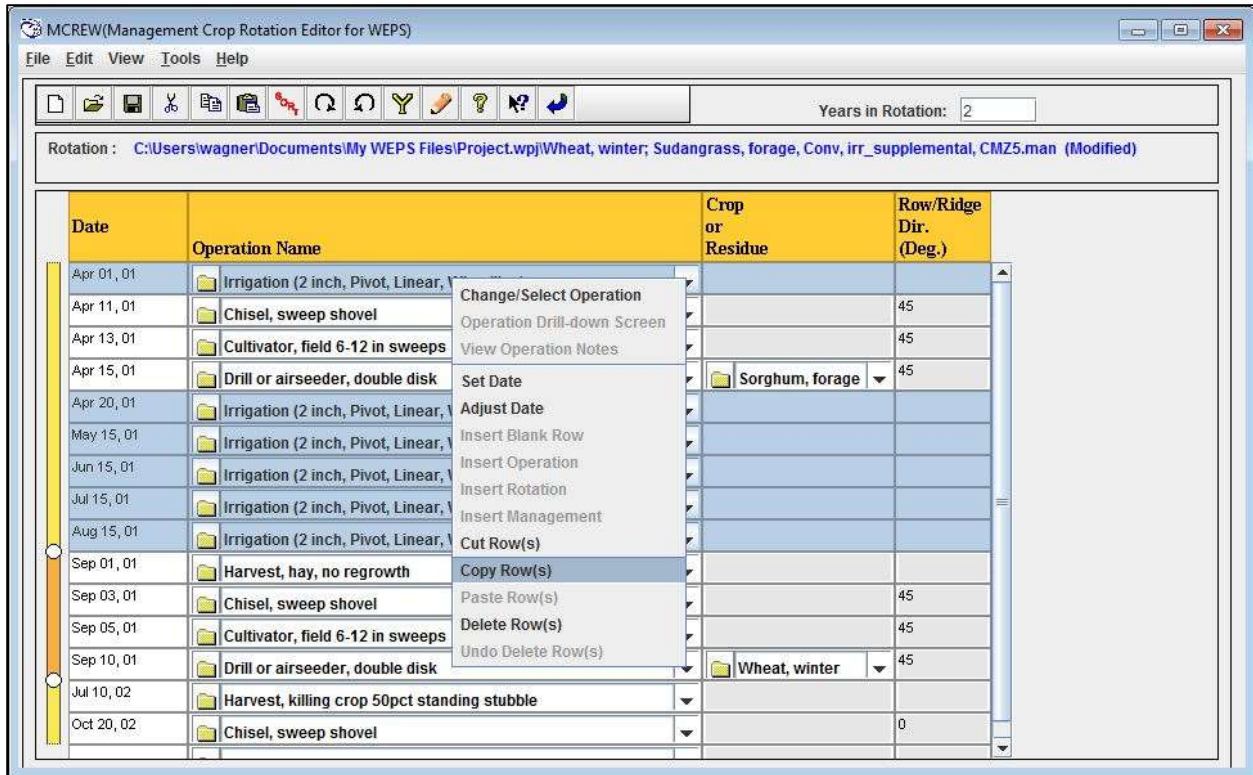 MCREW(Management Crop Rotation Editor for WEPS)
File Edit View Tools Help
SORT
Years in Rotation: 2
Rotation : C:\Users\wagner\Documents\My WEPS Files\Project.wpj\Wheat, winter; Sudangrass, forage, Conv, irr_supplemental, CMZ5.man (Modified)
Date
Operation Name
Crop
or
Residue
Row/Ridge
Dir.
(Deg.)
Apr 01, 01 Irrigation (2 inch, Pivot, Linear,
Apr 11, 01 Chisel, sweep shovel 45
Apr 13, 01 Cultivator, field 6-12 in sweeps 45
Apr 15, 01 Drill or airseeder, double disk Sorghum, forage 45
Apr 20, 01 Irrigation (2 inch, Pivot, Linear,
May 15, 01 Irrigation (2 inch, Pivot, Linear,
Jun 15, 01 Irrigation (2 inch, Pivot, Linear,
Jul 15, 01 Irrigation (2 inch, Pivot, Linear,
Aug 15, 01 Irrigation (2 inch, Pivot, Linear,
Sep 01, 01 Harvest, hay, no regrowth
Sep 03, 01 Chisel, sweep shovel 45
Sep 05, 01 Cultivator, field 6-12 in sweeps 45
Sep 10, 01 Drill or airseeder, double disk Wheat, winter 45
Jul 10, 02 Harvest, killing crop 50pct standing stubble
Oct 20, 02 Chisel, sweep shovel 0
Change/Select Operation
Operation Drill-down Screen
View Operation Notes
Set Date
Adjust Date
Insert Blank Row
Insert Operation
Insert Rotation
Insert Management
Cut Row(s)
Copy Row(s)
Paste Row(s)
Delete Row(s)
Undo Delete Row(s)